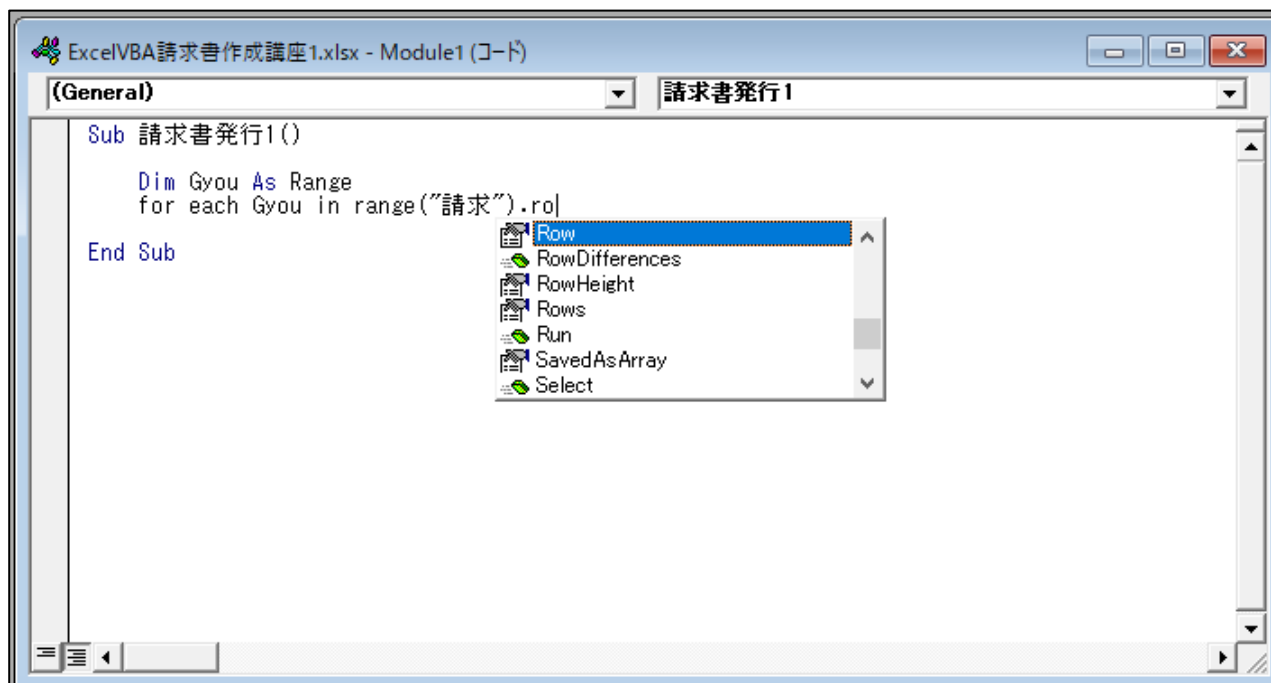 ExcelVBA請求書作成講座1.xlsx - Module1 (コード)
(General)
請求書発行1
Sub 請求書発行1()
Dim Gyou As Range
for each Gyou in range("請求").ro
Row
RowDifferences
RowHeight
Rows
Run
SavedAsArray
Select
End Sub